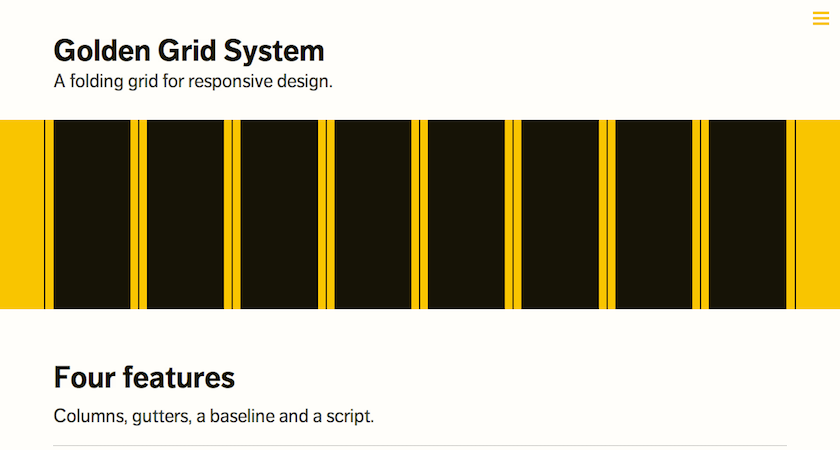 Golden Grid System
A folding grid for responsive design.
Four features
Columns, gutters, a baseline and a script.